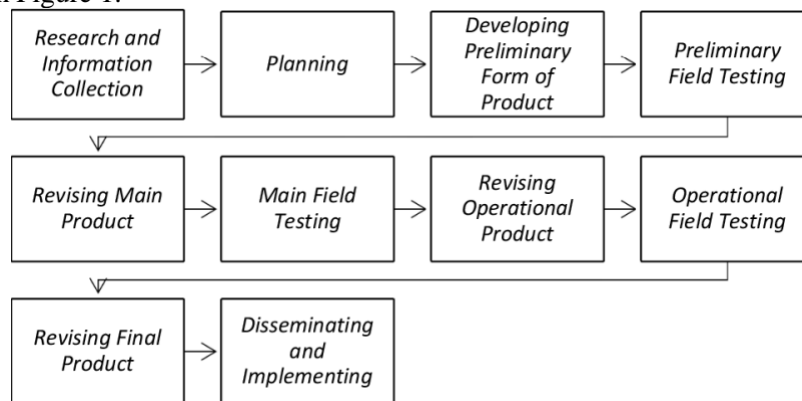 Figure 1.
Research and
Information
Collection
Planning
Developing
Preliminary
Form of
Product
Preliminary
Field Testing
Revising Main
Product
Main Field
Testing
Revising
Operational
Product
Operational
Field Testing
Revising Final
Product
Disseminating
and
Implementing